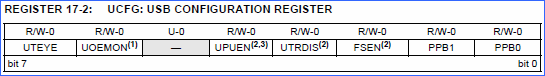 REGISTER 17-2: UCFG: USB CONFIGURATION REGISTER
R/W-0 R/W-0 U-0 R/W-0 R/W-0 R/W-0 R/W-0 R/W-0
UTEYE UOEMON(1) — UPUEN(2,3) UTRDIS(2) FSEN(2) PPB1 PPB0
bit 7 bit 0